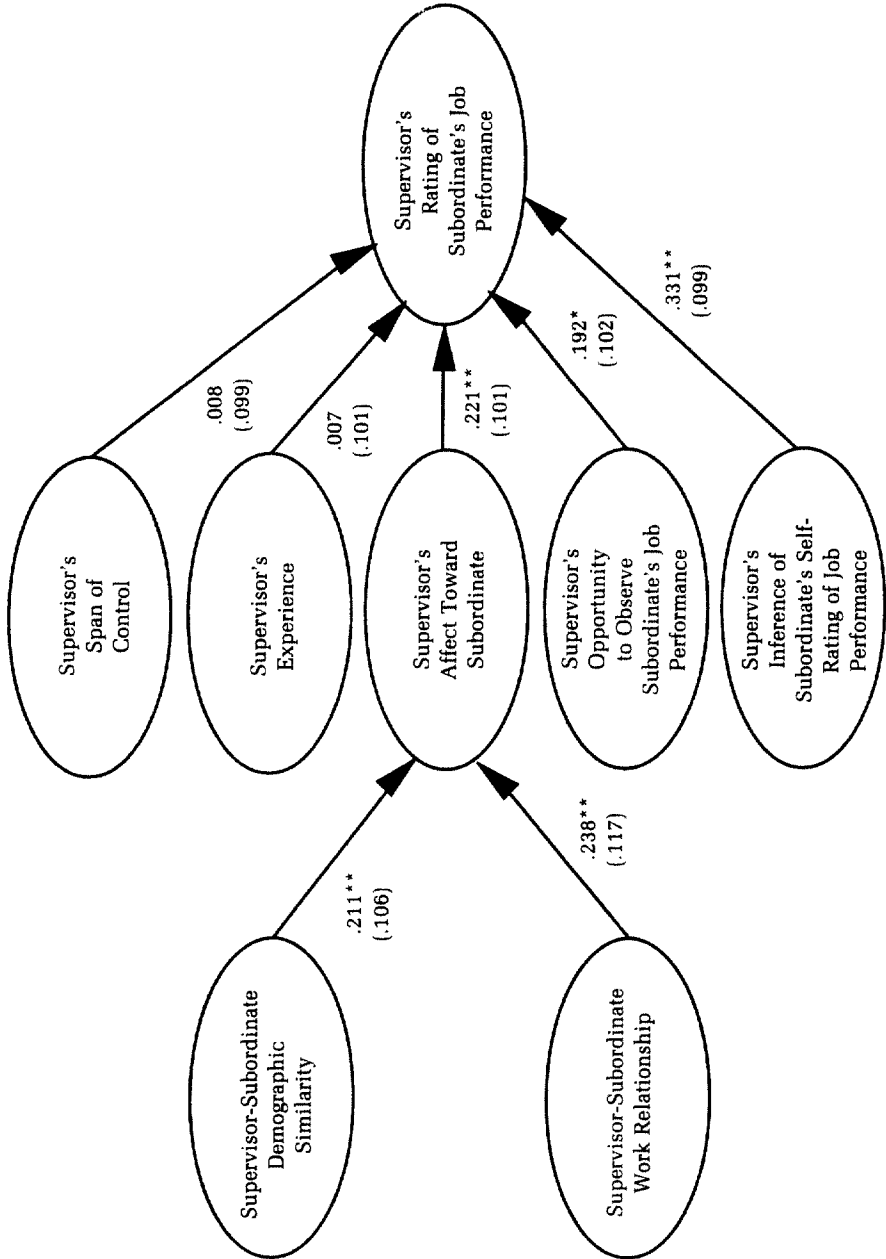 Supervisor-Subordinate
Demographic
Similarity
Supervisor-Subordinate
Work Relationship
.211**
(.106)
.238**
(.117)
Supervisor's
Span of
Control
Supervisor's
Experience
Supervisor's
Affect Toward
Subordinate
Supervisor's
Opportunity
to Observe
Subordinate's Job
Performance
Supervisor's
Inference of
Subordinate's Self-
Rating of Job
Performance
.008
(.099)
.007
(.101)
.221**
(.101)
.192*
(.102)
.331**
(.099)
Supervisor's
Rating of
Subordinate's Job
Performance